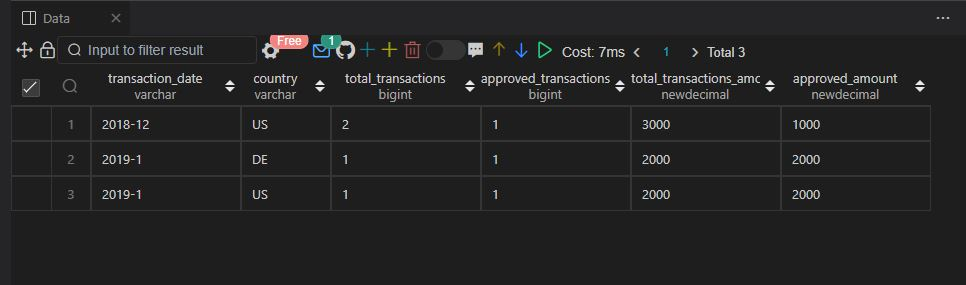 Data
Input to filter result Free 1 Cost: 7ms 1 Total 3
transaction_date country total_transactions approved_transactions total_transactions_amo approved_amount
varchar varchar bigint bigint newdecimal newdecimal
1 2018-12 US 2 1 3000 1000
2 2019-1 DE 1 1 2000 2000
3 2019-1 US 1 1 2000 2000